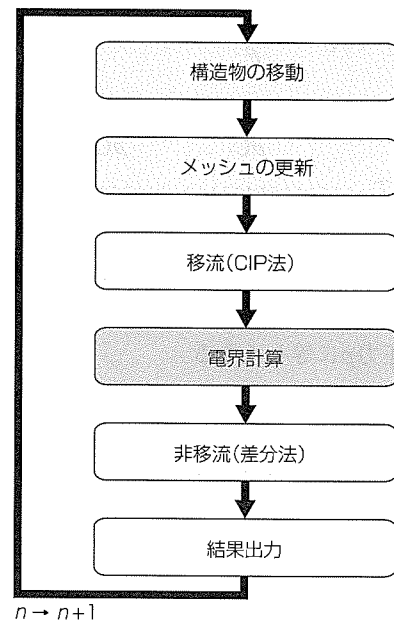 構造物の移動
メッシュの更新
移流(CIP法)
電界計算
非移流(差分法)
結果出力
n → n+1